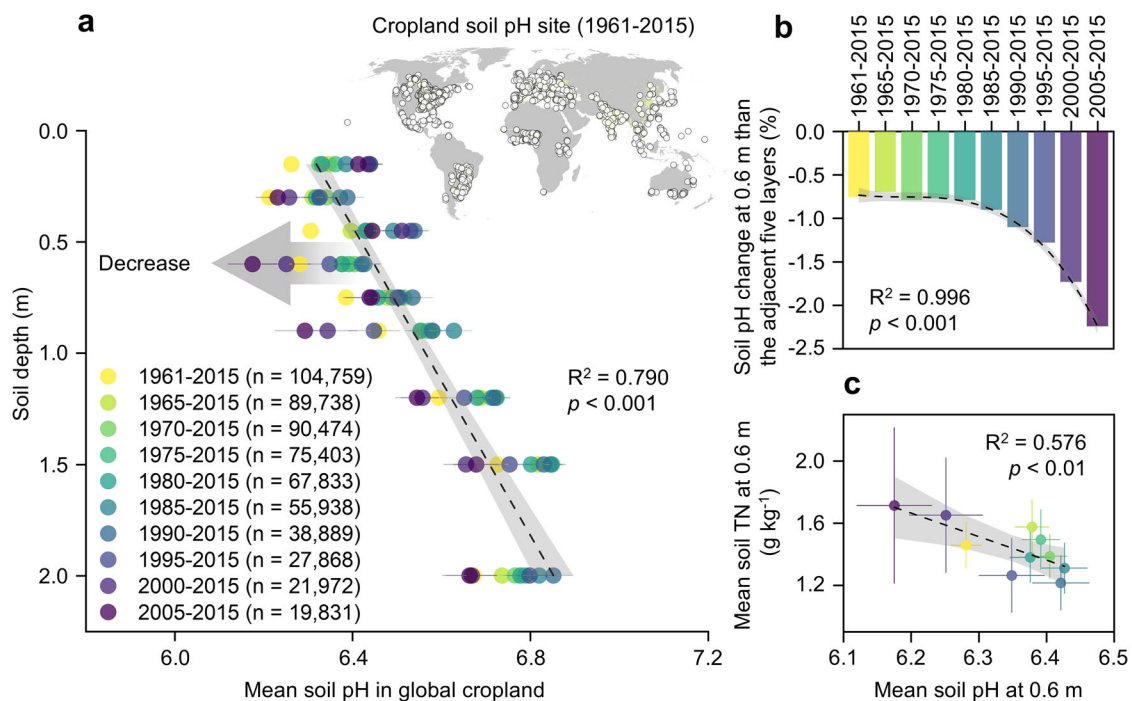 a
Cropland soil pH site (1961-2015)
0.0
0.5
1.0
1.5
2.0
Soil depth (m)
Decrease
1961-2015 (n = 104,759)
1965-2015 (n = 89,738)
1970-2015 (n = 90,474)
1975-2015 (n = 75,403)
1980-2015 (n = 67,833)
1985-2015 (n = 55,938)
1990-2015 (n = 38,889)
1995-2015 (n = 27,868)
2000-2015 (n = 21,972)
2005-2015 (n = 19,831)
R² = 0.790
p < 0.001
6.0 6.4 6.8 7.2
Mean soil pH in global cropland
b
1961-2015
1965-2015
1970-2015
1975-2015
1980-2015
1985-2015
1990-2015
1995-2015
2000-2015
2005-2015
0.0
-0.5
-1.0
-1.5
-2.0
-2.5
Soil pH change at 0.6 m than
the adjacent five layers (%)
R² = 0.996
p < 0.001
c
2.0
1.6
1.2
Mean soil TN at 0.6 m
(g kg⁻¹)
R² = 0.576
p < 0.01
6.1 6.2 6.3 6.4 6.5
Mean soil pH at 0.6 m